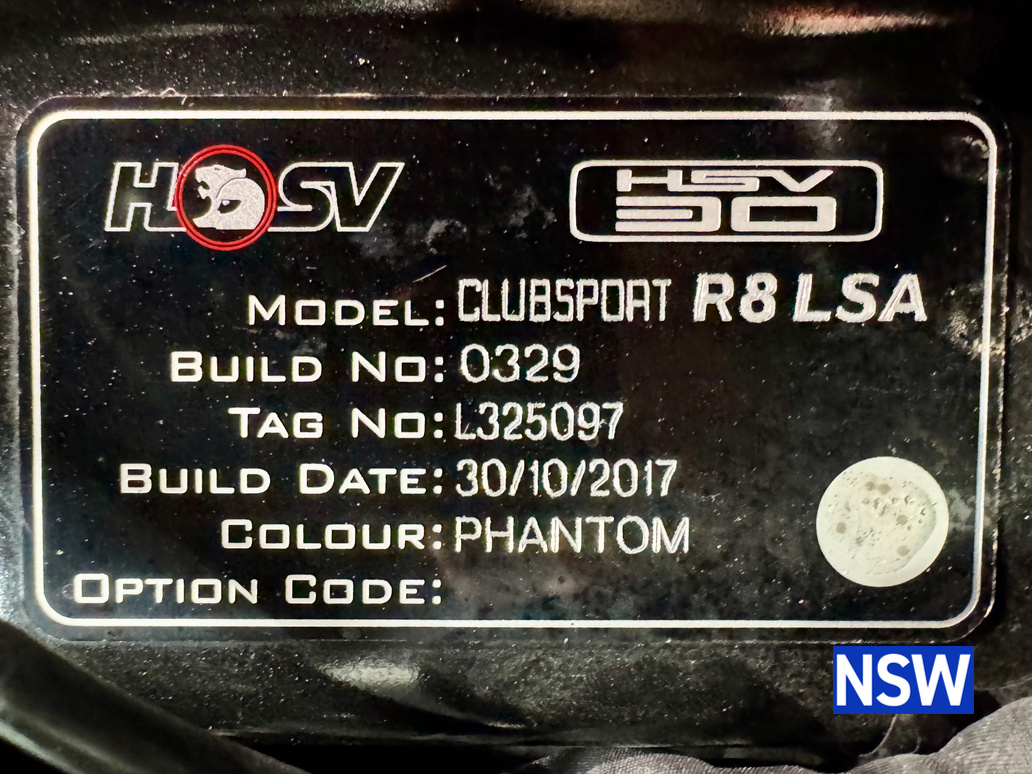 HSV
HSV
30
MODEL: CLUBSPORT R8 LSA
BUILD NO: 0329
TAG NO: L325097
BUILD DATE: 30/10/2017
COLOUR: PHANTOM
OPTION CODE:
NSW